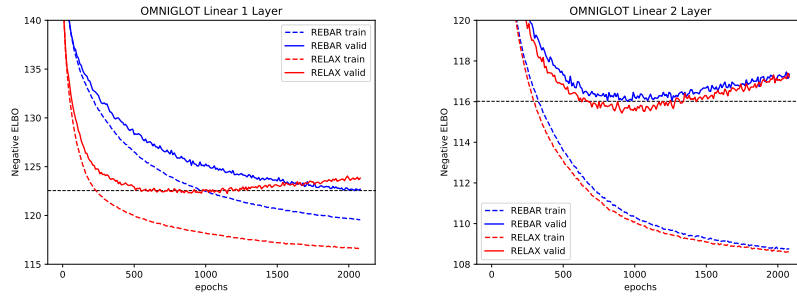 OMNIGLOT Linear 1 Layer
Negative ELBO
140
135
130
125
120
115
0
500
1000
1500
2000
epochs
REBAR train
REBAR valid
RELAX train
RELAX valid
OMNIGLOT Linear 2 Layer
Negative ELBO
120
118
116
114
112
110
108
0
500
1000
1500
2000
epochs
REBAR train
REBAR valid
RELAX train
RELAX valid